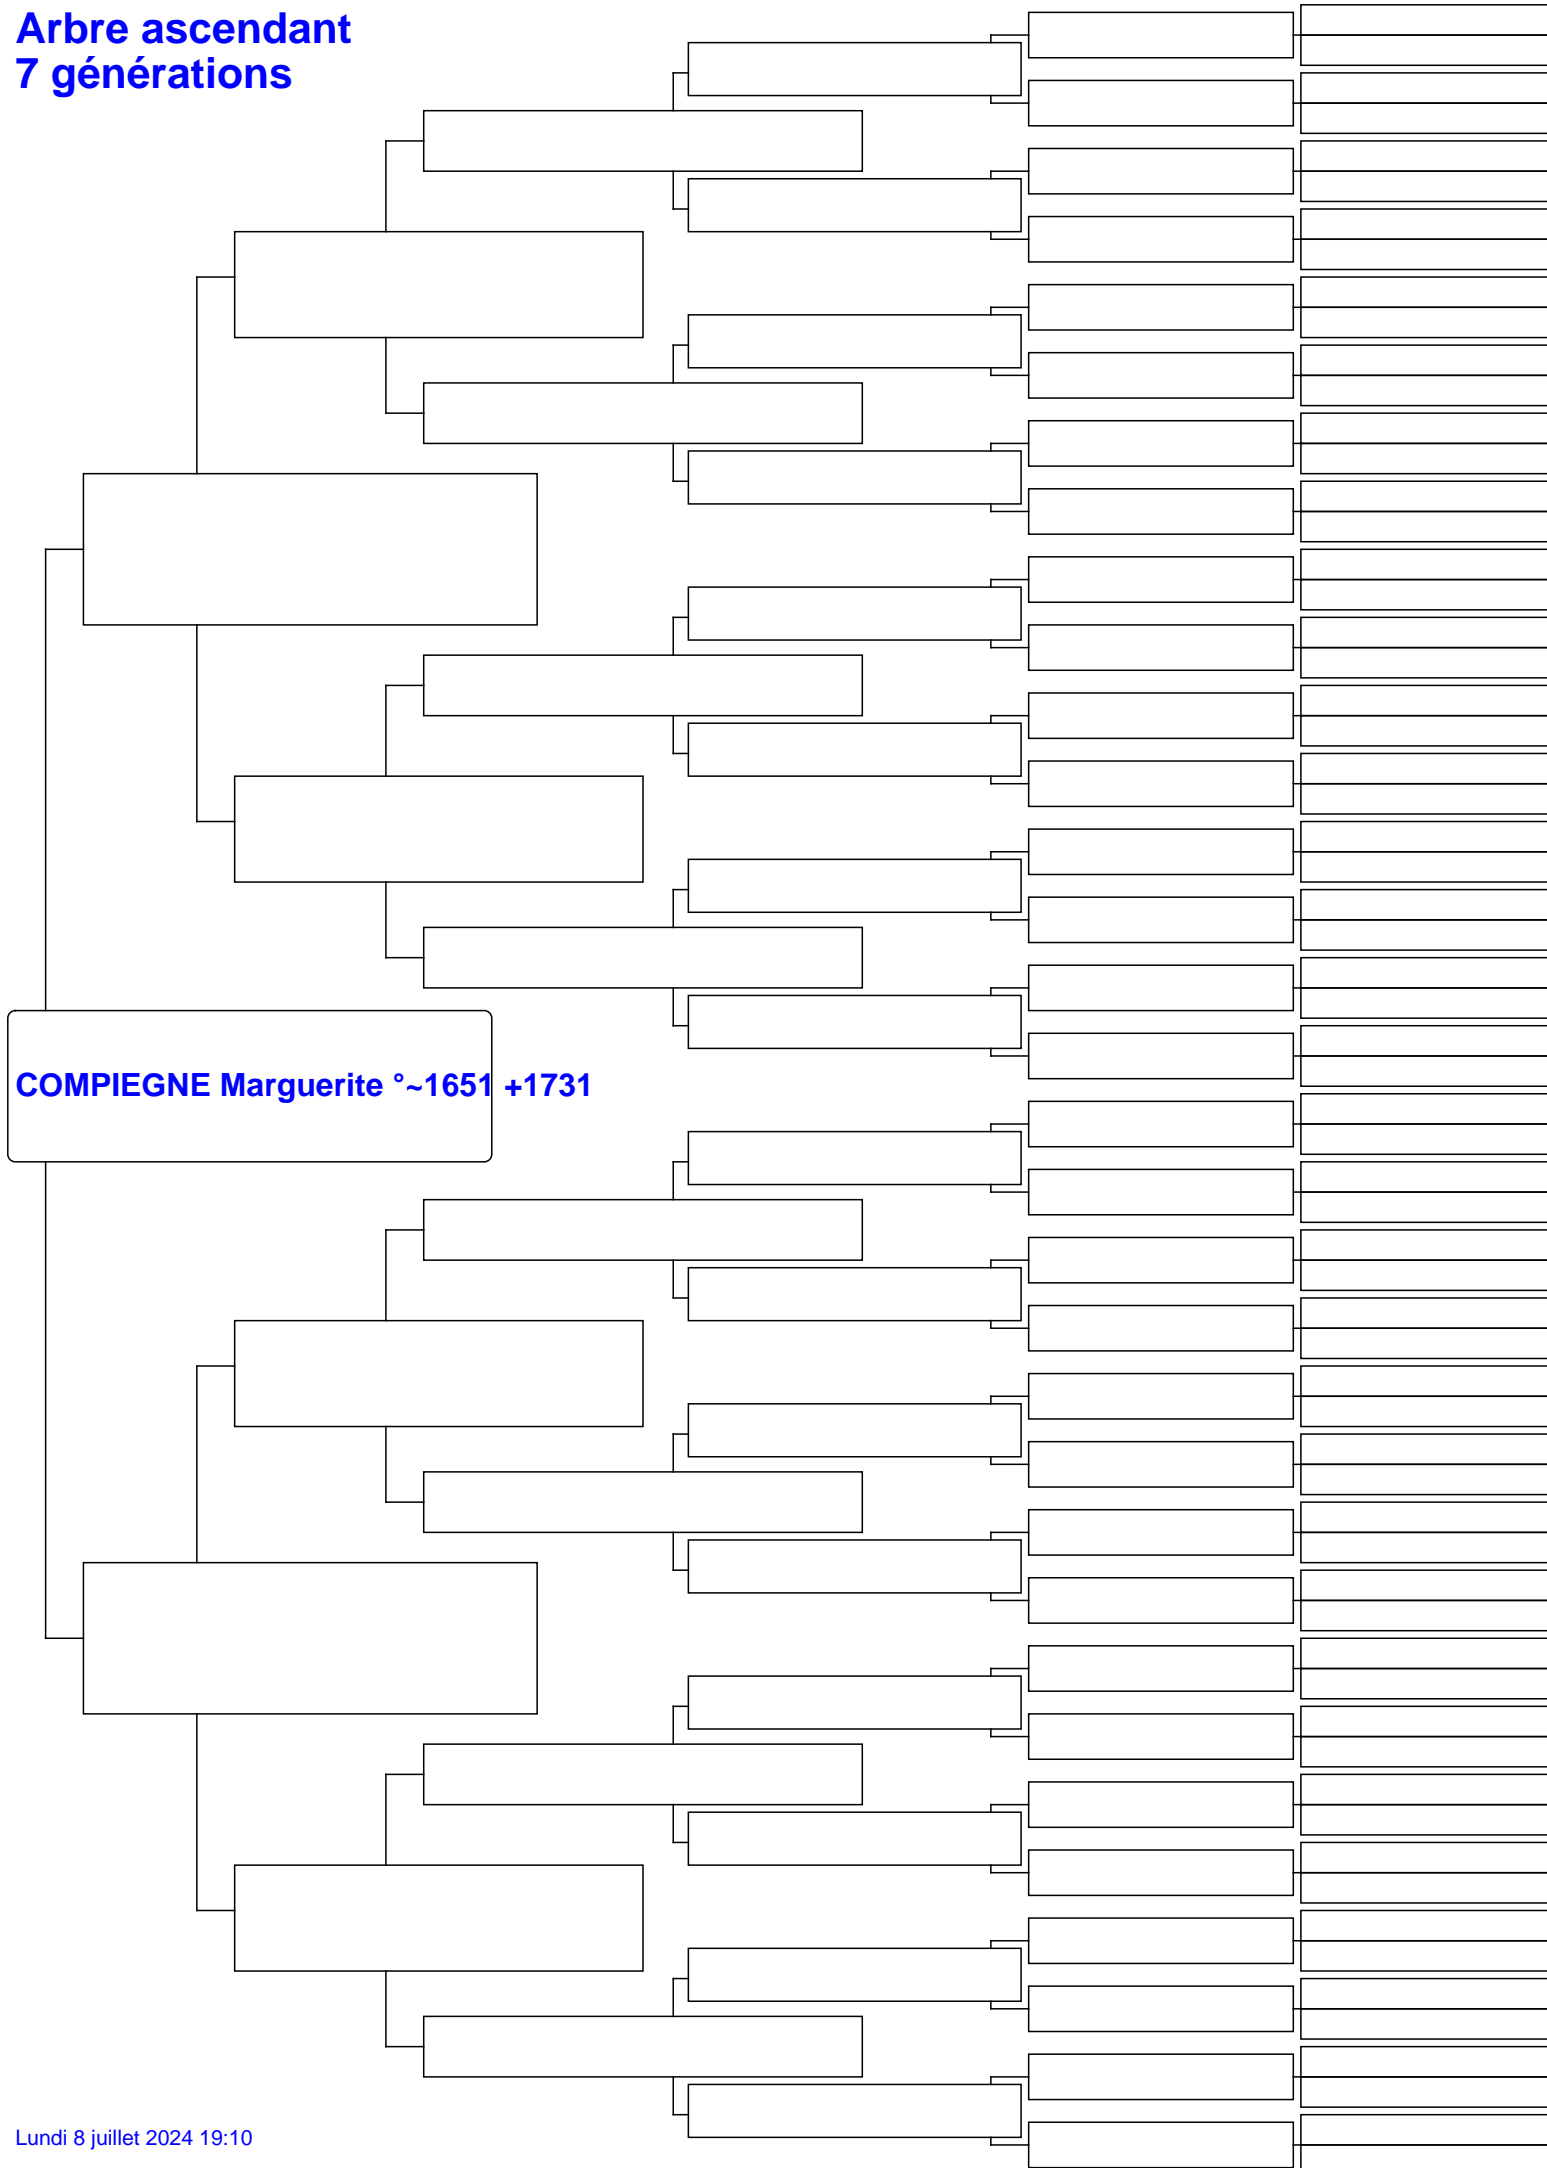 Arbre ascendant
7 générations
COMPIEGNE Marguerite °~1651 +1731
Lundi 8 juillet 2024 19:10